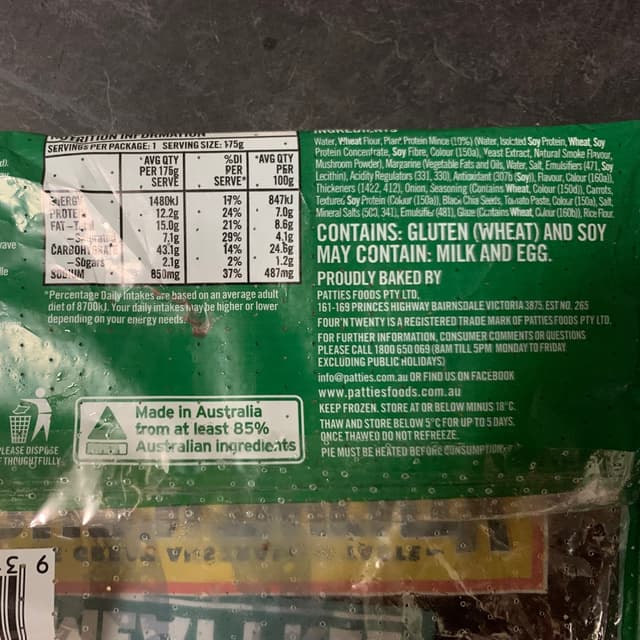 NUTRITION INFORMATION
SERVINGS PER PACKAGE: 1 SERVING SIZE: 175g
*AVG QTY PER 175g SERVE %DI PER SERVE* *AVG QTY PER 100g
ENERGY 1480kJ 17% 847kJ
PROTEIN 12.2g 24% 7.0g
FAT-TOTAL 15.0g 21% 8.6g
7.1g 29% 4.1g
CARBOHYDRATE 43.1g 14% 24.6g
-Sugars 2.1g 2% 1.2g
SODIUM 850mg 37% 487mg
*Percentage Daily Intakes are based on an average adult
diet of 8700kJ. Your daily intakes may be higher or lower
depending on your energy needs.
Made in Australia
from at least 85%
Australian ingredients
PLEASE DISPOSE
THOUGHTFULLY
INGREDIENTS
Water, Wheat Flour, Plant Protein Mince (19%) (Water, Isolated Soy Protein, Wheat, Soy
Protein Concentrate, Soy Fibre, Colour (150a), Yeast Extract, Natural Smoke Flavour,
Mushroom Powder), Margarine (Vegetable Fats and Oils, Water, Salt, Emulsifiers (471, Soy
Lecithin), Acidity Regulators (331, 330), Antioxidant (307b (Soy)), Flavour, Colour (160a)),
Thickeners (1422, 412), Onion, Seasoning (Contains Wheat, Colour (150d)), Carrots,
Textured Soy Protein (Colour (150a)), Black Chia Seeds, Tomato Paste, Colour (150a), Salt,
Mineral Salts (503, 341), Emulsifier (481), Glaze (Contains Wheat, Colour (160b)), Rice Flour.
CONTAINS: GLUTEN (WHEAT) AND SOY
MAY CONTAIN: MILK AND EGG.
PROUDLY BAKED BY
PATTIES FOODS PTY LTD,
161-169 PRINCES HIGHWAY BAIRNSDALE VICTORIA 3875, EST NO. 265
FOUR'N TWENTY IS A REGISTERED TRADE MARK OF PATTIES FOODS PTY LTD.
FOR FURTHER INFORMATION, CONSUMER COMMENTS OR QUESTIONS
PLEASE CALL 1800 650 069 (8AM TILL 5PM MONDAY TO FRIDAY
EXCLUDING PUBLIC HOLIDAYS)
info@patties.com.au OR FIND US ON FACEBOOK
www.pattiesfoods.com.au
KEEP FROZEN. STORE AT OR BELOW MINUS 18°C.
THAW AND STORE BELOW 5°C FOR UP TO 5 DAYS.
ONCE THAWED DO NOT REFREEZE.
PIE MUST BE HEATED BEFORE CONSUMPTION